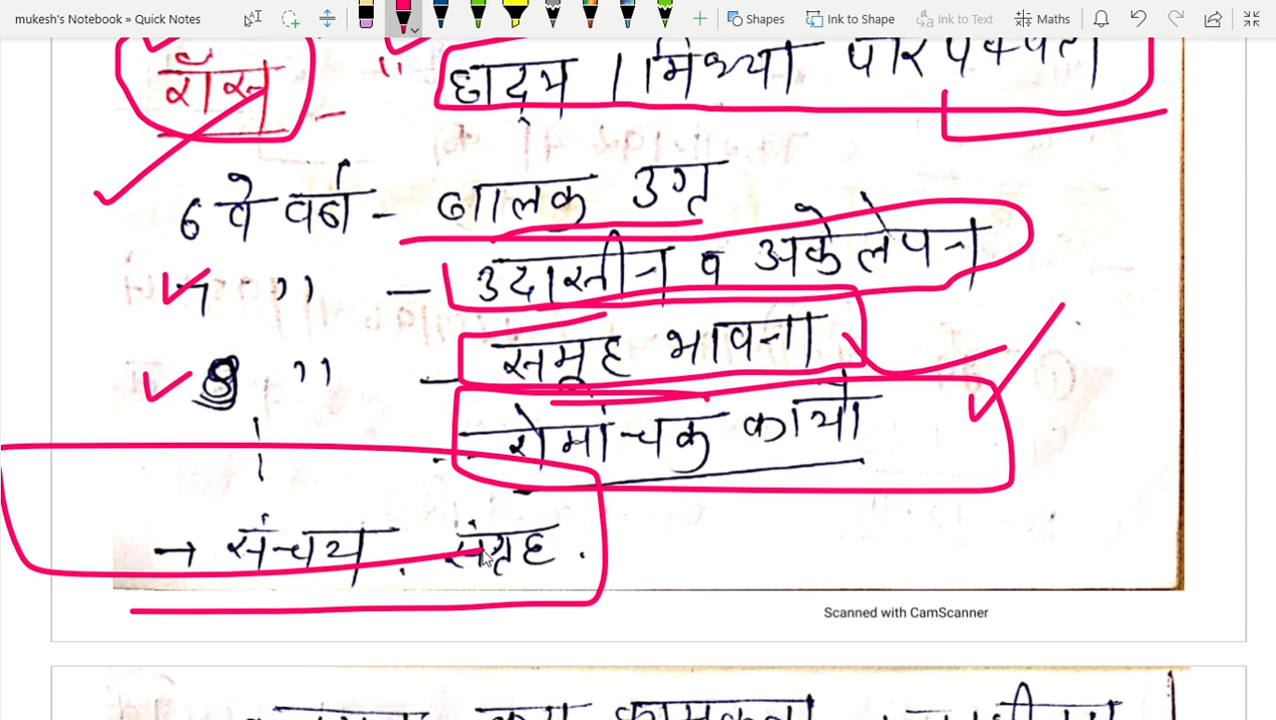 mukesh's Notebook » Quick Notes
Shapes
Ink to Shape
Ink to Text
Maths
रॉस - " छाद्म / मिथ्या परिपक्वता
6 वे वर्ष - बालक उग्र
7 " - उदासीन व अकेलेपन
8 " - समूह भावना
- रोमांचक कार्यो
→ संचय. संग्रह.
Scanned with CamScanner